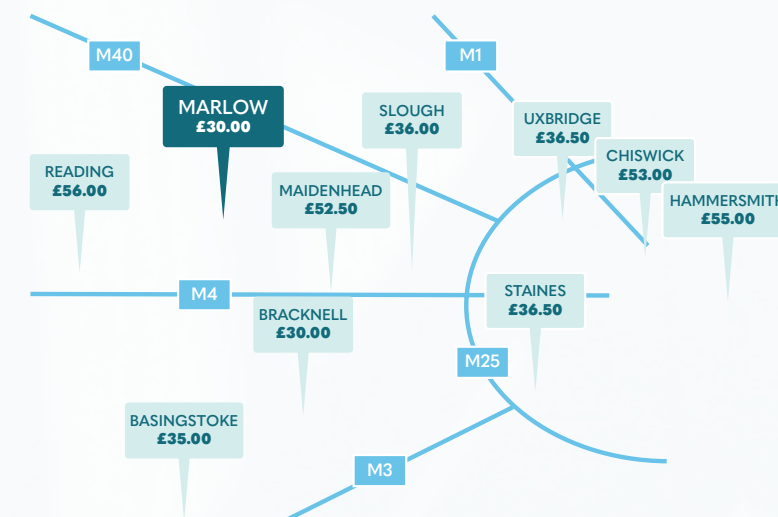 M40
M1
MARLOW
£30.00
SLOUGH
£36.00
UXBRIDGE
£36.50
CHISWICK
£53.00
READING
£56.00
MAIDENHEAD
£52.50
HAMMERSMITH
£55.00
M4
STAINES
£36.50
BRACKNELL
£30.00
M25
BASINGSTOKE
£35.00
M3